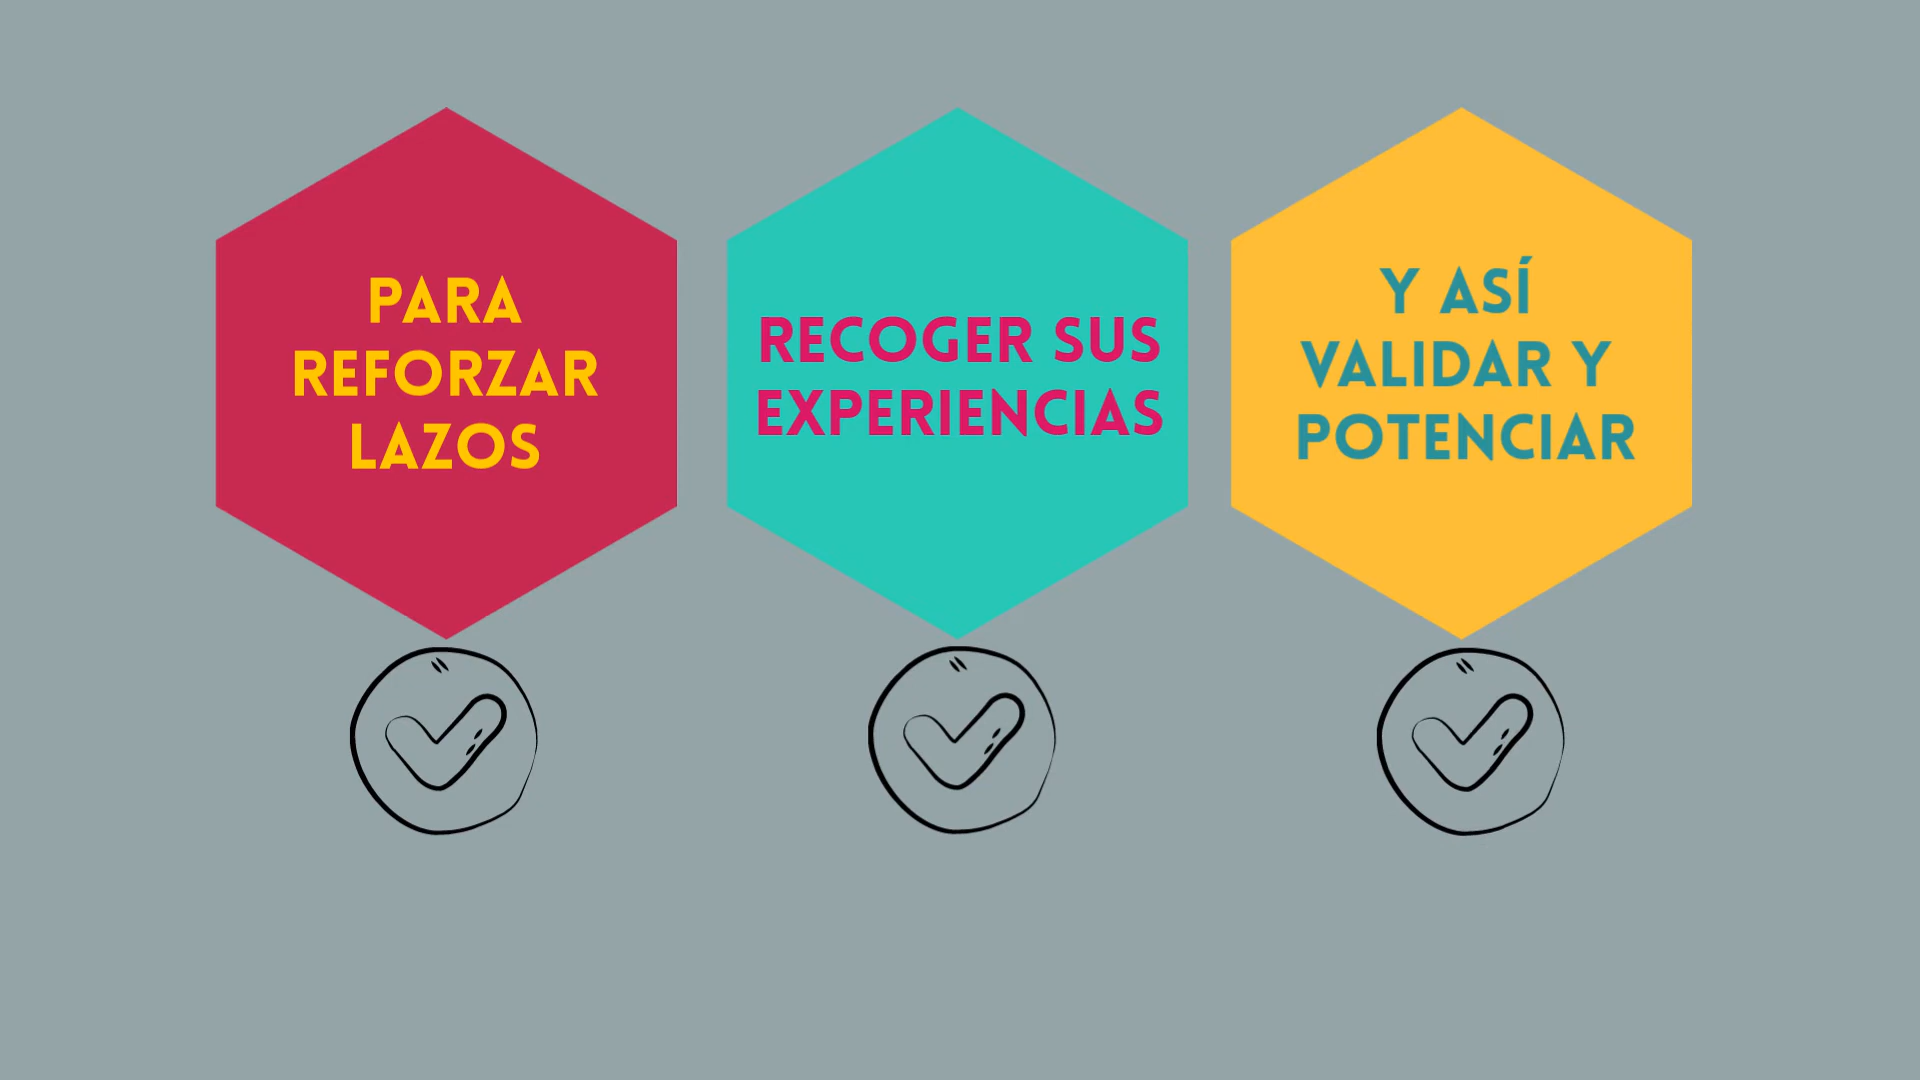 PARA
REFORZAR
LAZOS
RECOGER SUS
EXPERIENCIAS
Y ASÍ
VALIDAR Y
POTENCIAR